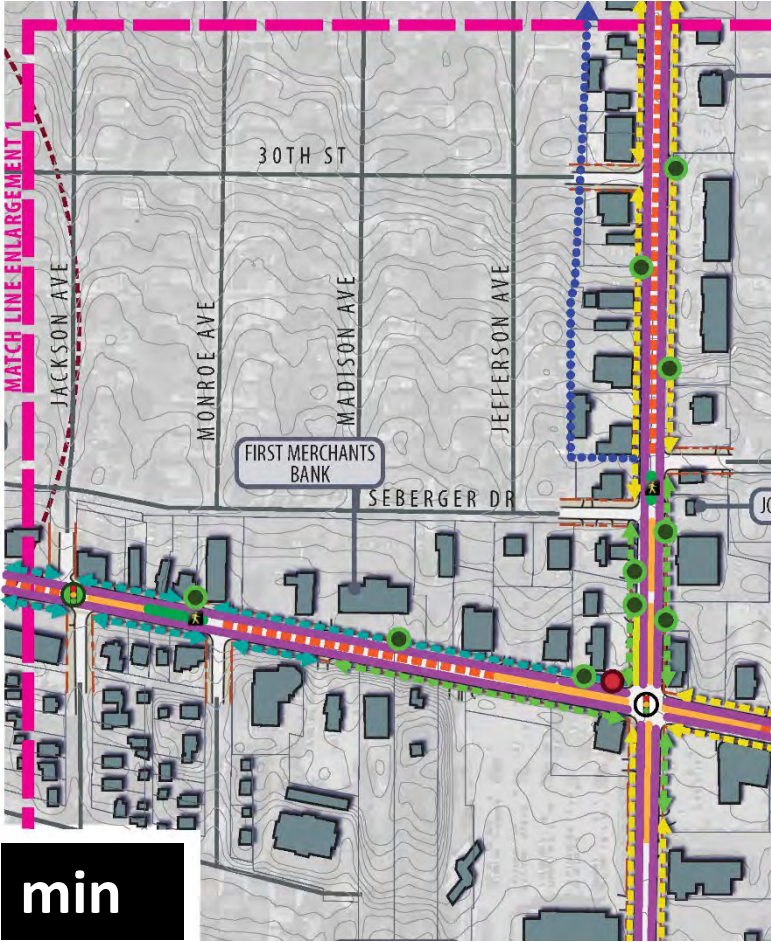 30TH ST
MATCH LINE ENLARGEMENT 1
JACKSON AVE
MONROE AVE
MADISON AVE
JEFFERSON AVE
FIRST MERCHANTS
BANK
SEBERGER DR
JO
min